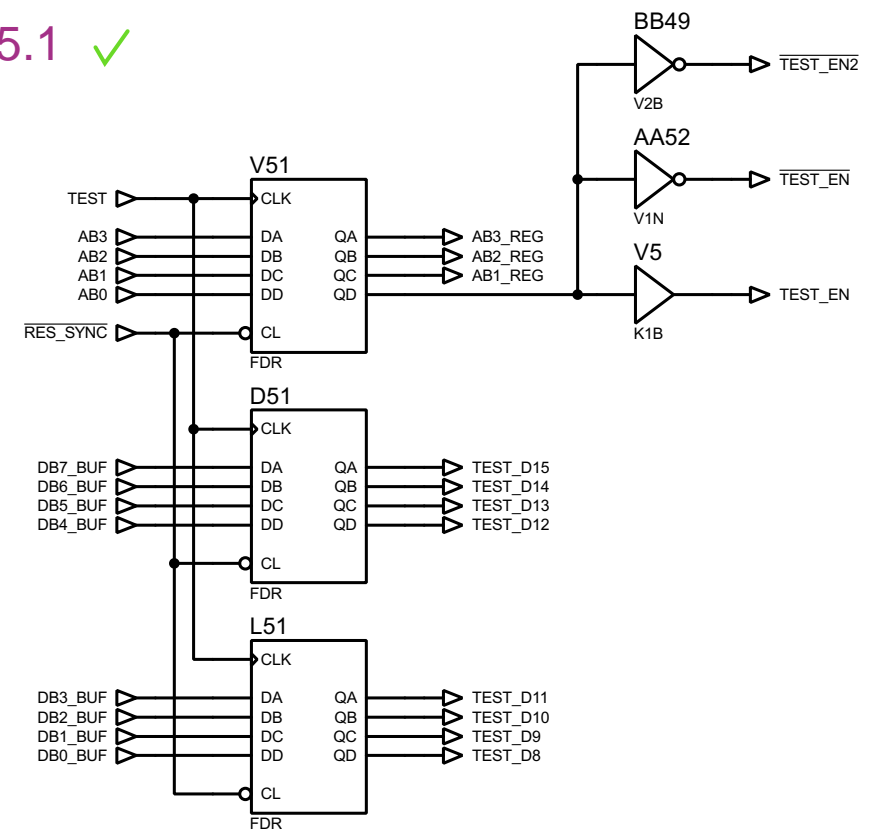 5.1
BB49
TEST_EN2
V2B
AA52
TEST_EN
V1N
V5
TEST_EN
K1B
V51
TEST CLK
AB3 DA QA AB3_REG
AB2 DB QB AB2_REG
AB1 DC QC AB1_REG
AB0 DD QD
RES_SYNC CL
FDR
D51
CLK
DB7_BUF DA QA TEST_D15
DB6_BUF DB QB TEST_D14
DB5_BUF DC QC TEST_D13
DB4_BUF DD QD TEST_D12
CL
FDR
L51
CLK
DB3_BUF DA QA TEST_D11
DB2_BUF DB QB TEST_D10
DB1_BUF DC QC TEST_D9
DB0_BUF DD QD TEST_D8
CL
FDR